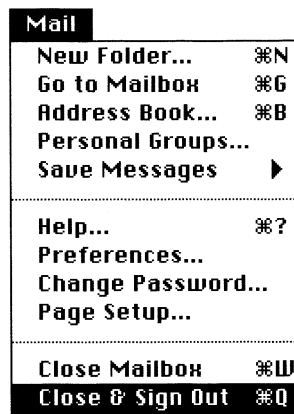 Mail
New Folder... ⌘N
Go to Mailbox ⌘G
Address Book... ⌘B
Personal Groups...
Save Messages ▶
Help... ⌘?
Preferences...
Change Password...
Page Setup...
Close Mailbox ⌘W
Close & Sign Out ⌘Q